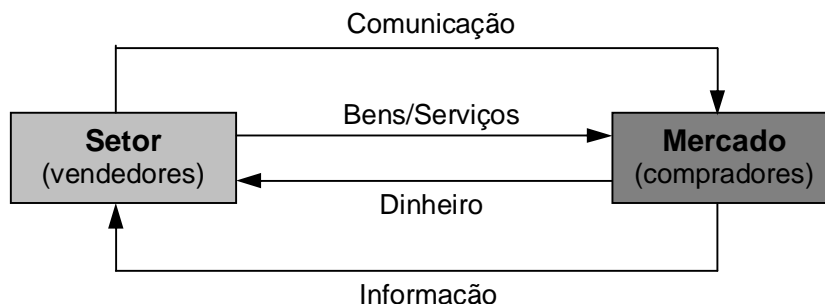 Comunicação
Bens/Serviços
Setor
(vendedores)
Mercado
(compradores)
Dinheiro
Informação